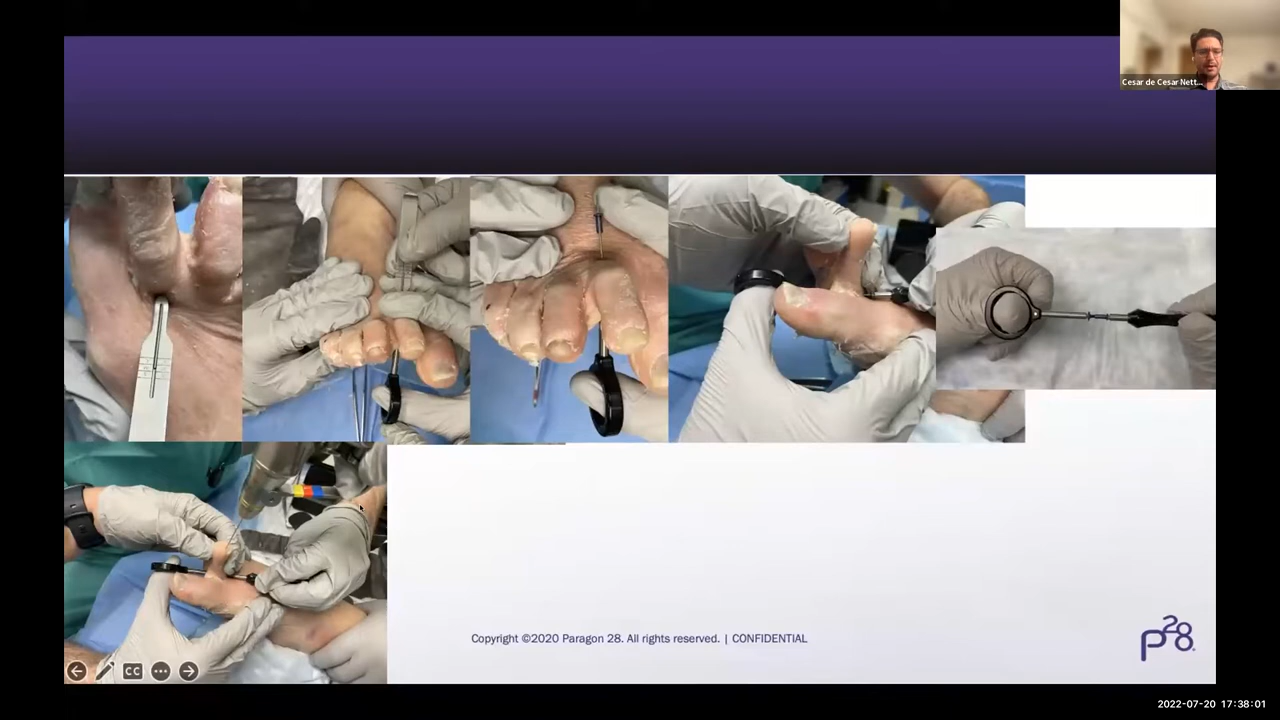 Cesar de Cesar Nett...
CC
Copyright ©2020 Paragon 28. All rights reserved. | CONFIDENTIAL
p28
2022-07-20 17:38:01